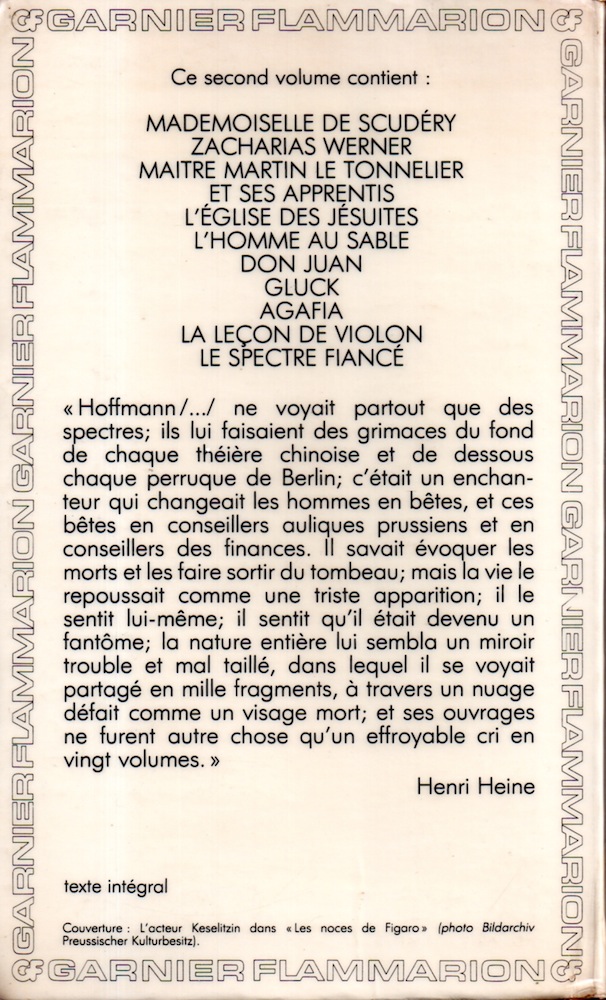 GF GARNIER FLAMMARION GF
GARNIER FLAMMARION GARNIER FLAMMARION
GARNIER FLAMMARION GARNIER FLAMMARION
Ce second volume contient :
MADEMOISELLE DE SCUDÉRY
ZACHARIAS WERNER
MAITRE MARTIN LE TONNELIER
ET SES APPRENTIS
L'ÉGLISE DES JÉSUITES
L'HOMME AU SABLE
DON JUAN
GLUCK
AGAFIA
LA LEÇON DE VIOLON
LE SPECTRE FIANCÉ
« Hoffmann /.../ ne voyait partout que des
spectres; ils lui faisaient des grimaces du fond
de chaque théière chinoise et de dessous
chaque perruque de Berlin; c'était un enchan-
teur qui changeait les hommes en bêtes, et ces
bêtes en conseillers auliques prussiens et en
conseillers des finances. Il savait évoquer les
morts et les faire sortir du tombeau; mais la vie le
repoussait comme une triste apparition; il le
sentit lui-même; il sentit qu'il était devenu un
fantôme; la nature entière lui sembla un miroir
trouble et mal taillé, dans lequel il se voyait
partagé en mille fragments, à travers un nuage
défait comme un visage mort; et ses ouvrages
ne furent autre chose qu'un effroyable cri en
vingt volumes. »
Henri Heine
texte intégral
Couverture : L'acteur Keselitzin dans « Les noces de Figaro » (photo Bildarchiv
Preussischer Kulturbesitz).
GF GARNIER FLAMMARION GF